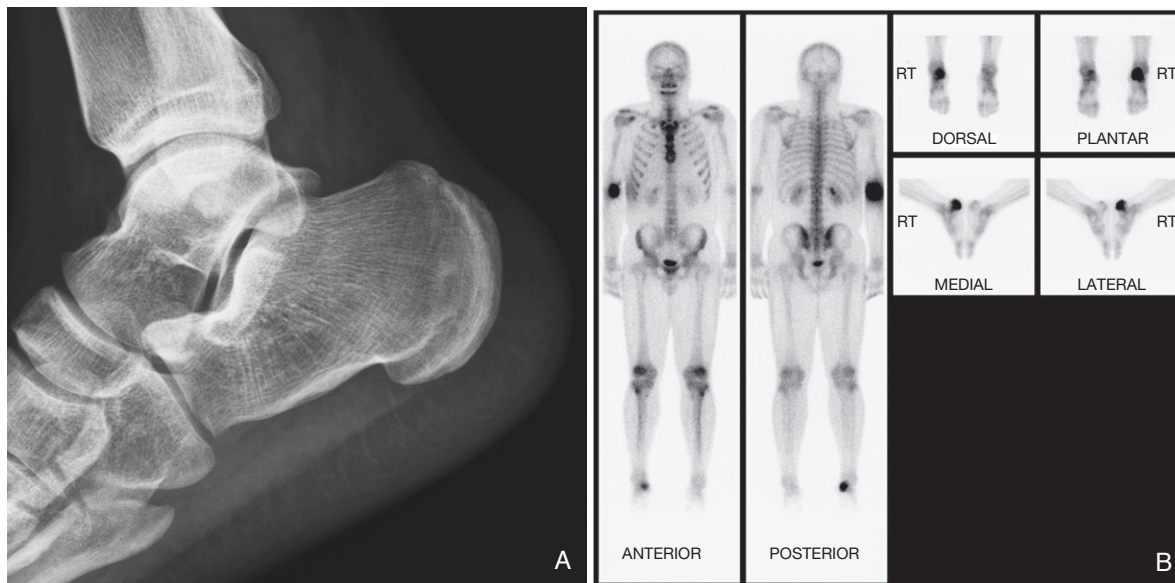 A
ANTERIOR
POSTERIOR
RT
DORSAL
RT
PLANTAR
RT
MEDIAL
RT
LATERAL
B